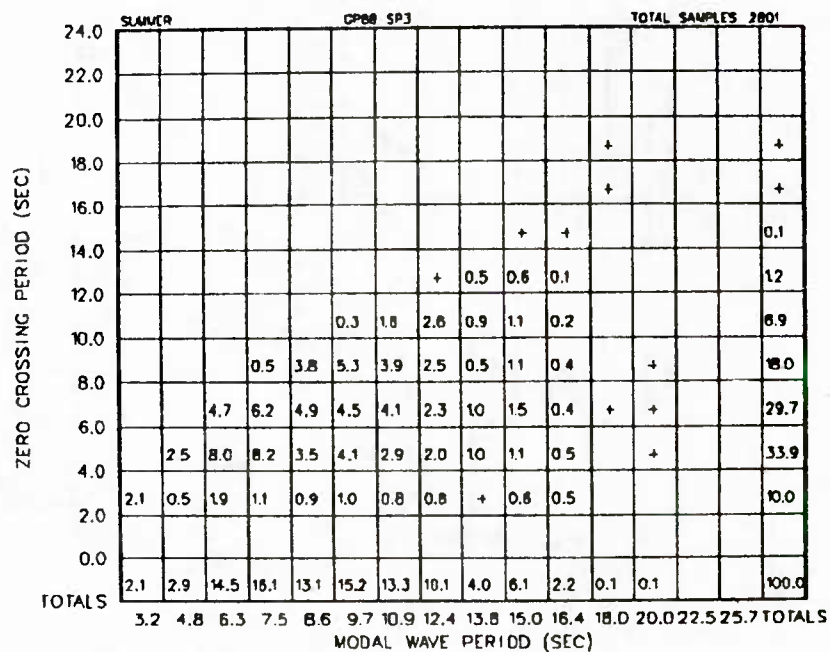 SUMMER GP88 SP3 TOTAL SAMPLES 2801
24.0
22.0
20.0
+ +
18.0
+ +
16.0
+ + 0.1
14.0
+ 0.5 0.6 0.1 1.2
12.0
0.3 1.8 2.6 0.9 1.1 0.2 6.9
10.0
0.5 3.8 5.3 3.9 2.5 0.5 1.1 0.4 + 18.0
8.0
4.7 6.2 4.9 4.5 4.1 2.3 1.0 1.5 0.4 + + 29.7
6.0
2.5 8.0 8.2 3.5 4.1 2.9 2.0 1.0 1.1 0.5 + 33.9
4.0
2.1 0.5 1.9 1.1 0.9 1.0 0.8 0.8 + 0.6 0.5 10.0
2.0
0.0
2.1 2.9 14.5 16.1 13.1 15.2 13.3 10.1 4.0 6.1 2.2 0.1 0.1 100.0
TOTALS
3.2 4.8 6.3 7.5 8.6 9.7 10.9 12.4 13.8 15.0 16.4 18.0 20.0 22.5 25.7 TOTALS
MODAL WAVE PERIOD (SEC)
ZERO CROSSING PERIOD (SEC)